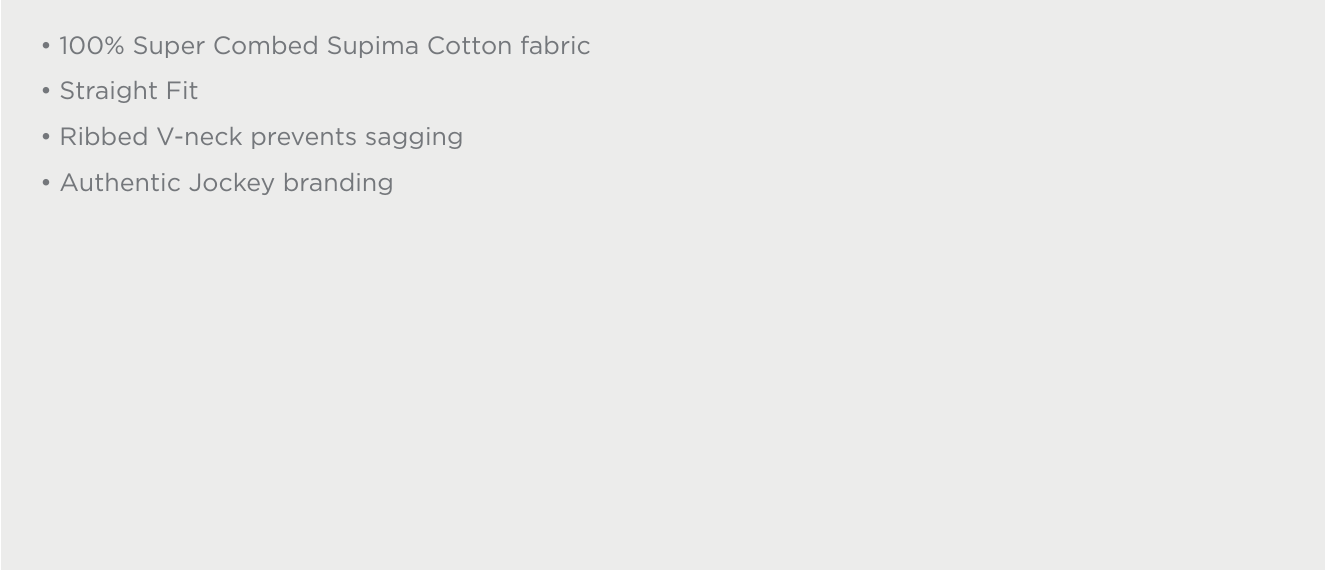 • 100% Super Combed Supima Cotton fabric
• Straight Fit
• Ribbed V-neck prevents sagging
• Authentic Jockey branding